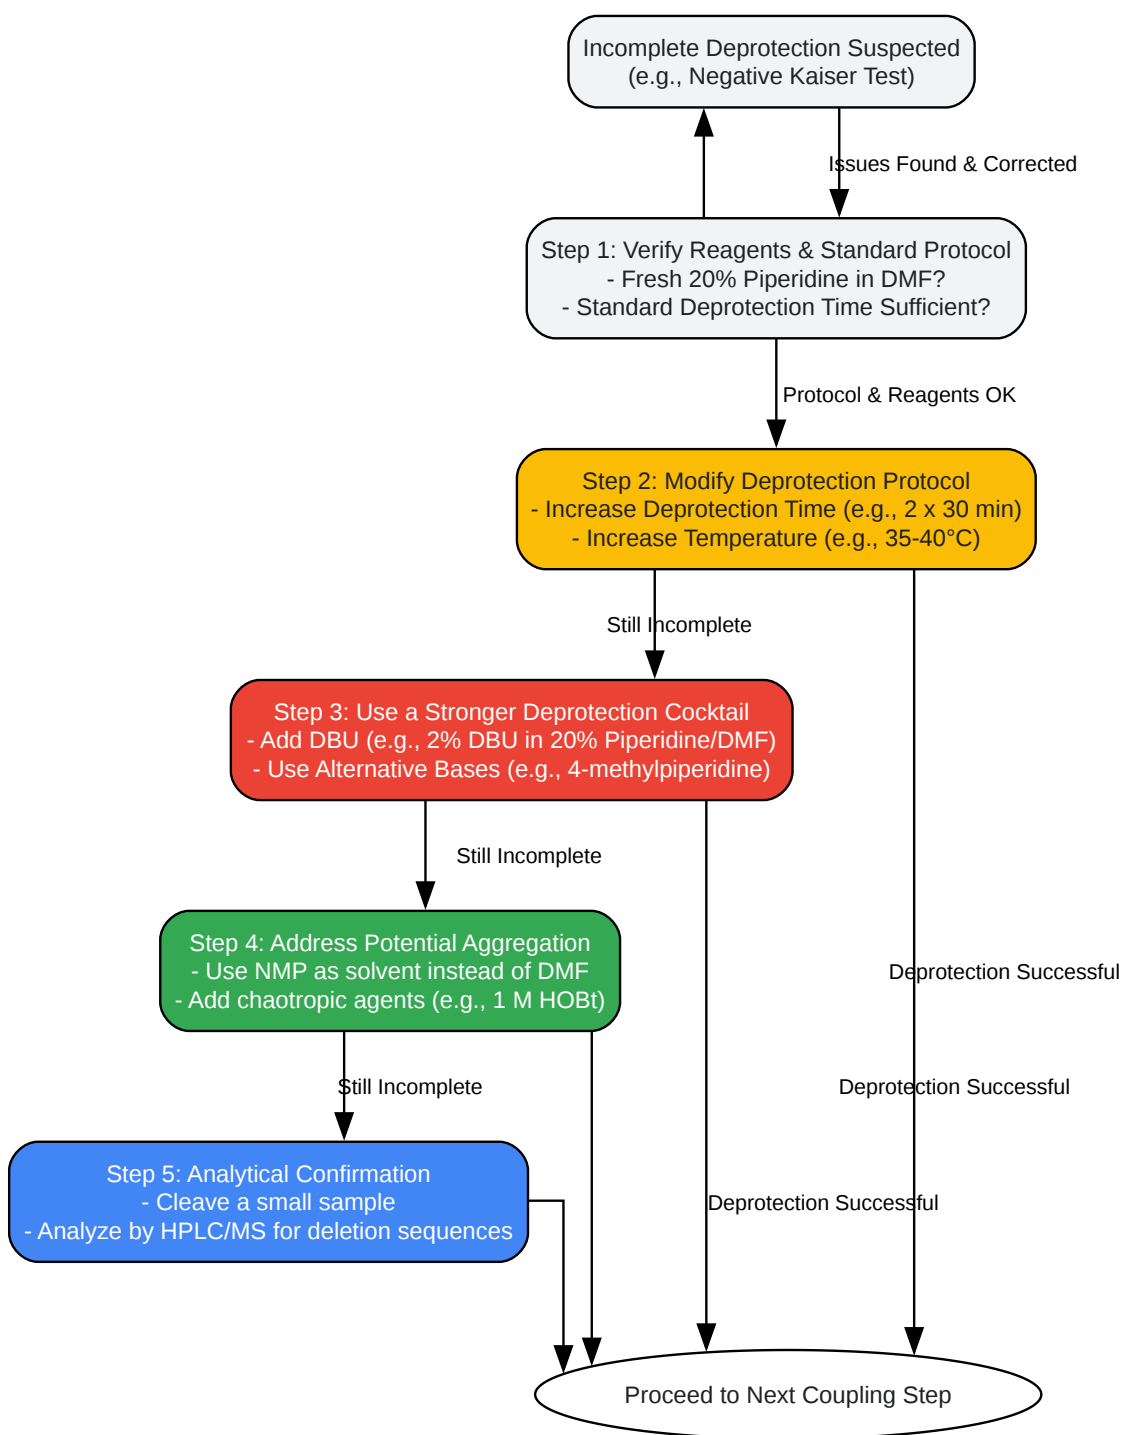 Incomplete Deprotection Suspected
(e.g., Negative Kaiser Test)
Issues Found & Corrected
Step 1: Verify Reagents & Standard Protocol
- Fresh 20% Piperidine in DMF?
- Standard Deprotection Time Sufficient?
Protocol & Reagents OK
Step 2: Modify Deprotection Protocol
- Increase Deprotection Time (e.g., 2 x 30 min)
- Increase Temperature (e.g., 35-40°C)
Still Incomplete
Step 3: Use a Stronger Deprotection Cocktail
- Add DBU (e.g., 2% DBU in 20% Piperidine/DMF)
- Use Alternative Bases (e.g., 4-methylpiperidine)
Still Incomplete
Step 4: Address Potential Aggregation
- Use NMP as solvent instead of DMF
- Add chaotropic agents (e.g., 1 M HOBt)
Deprotection Successful
Still Incomplete
Deprotection Successful
Step 5: Analytical Confirmation
- Cleave a small sample
- Analyze by HPLC/MS for deletion sequences
Deprotection Successful
Proceed to Next Coupling Step